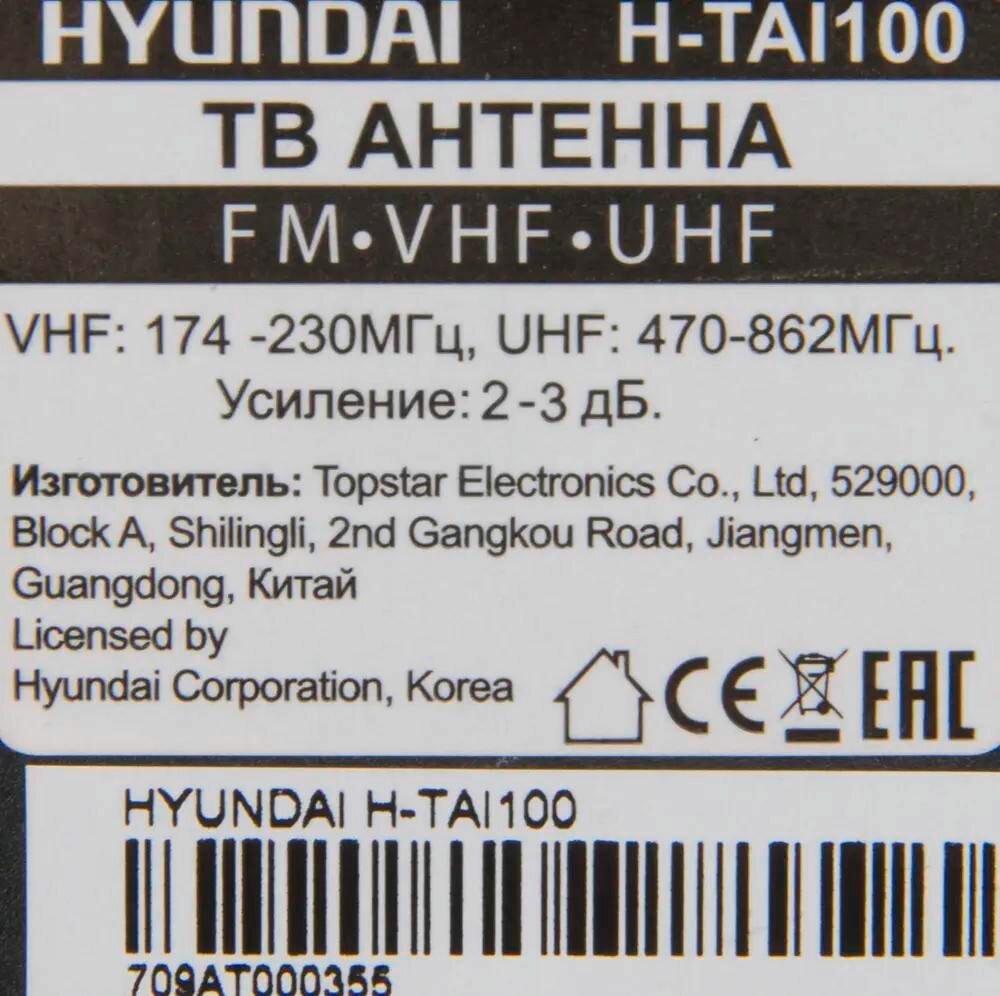 HYUNDAI H-TAI100
ТВ АНТЕННА
FM•VHF•UHF
VHF: 174 -230МГц, UHF: 470-862МГц.
Усиление: 2-3 дБ.
Изготовитель: Topstar Electronics Co., Ltd, 529000,
Block A, Shilingli, 2nd Gangkou Road, Jiangmen,
Guangdong, Китай
Licensed by
Hyundai Corporation, Korea
CE EAC
HYUNDAI H-TAI100
709AT000355